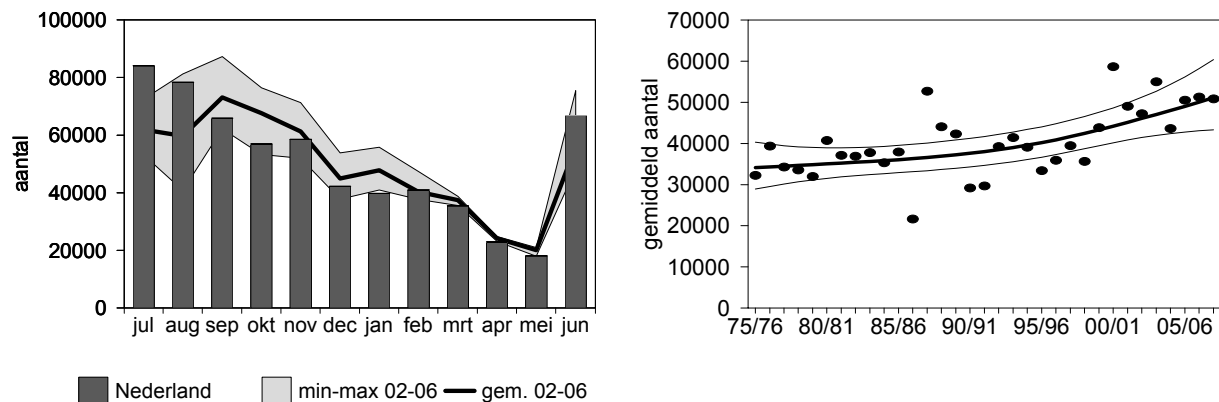 aantal
100000
80000
60000
40000
20000
0
jul aug sep okt nov dec jan feb mrt apr mei jun
Nederland min-max 02-06 gem. 02-06
gemiddeld aantal
70000
60000
50000
40000
30000
20000
10000
0
75/76 80/81 85/86 90/91 95/96 00/01 05/06